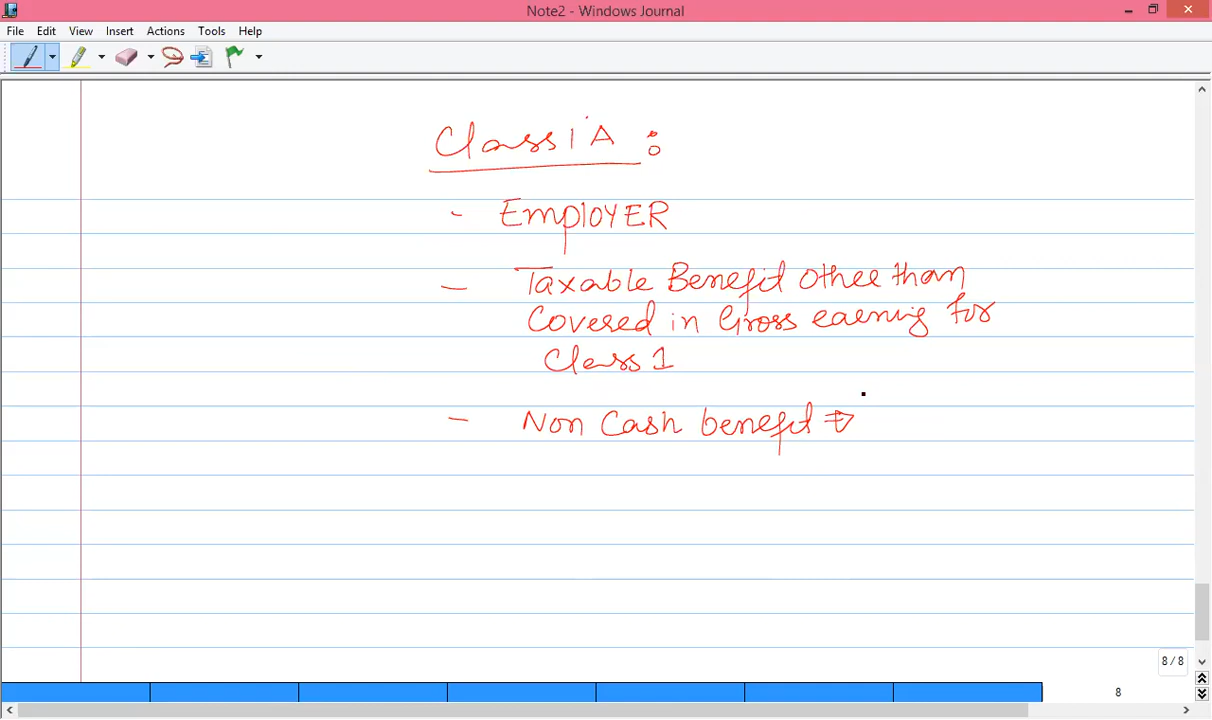 Note2 - Windows Journal
File Edit View Insert Actions Tools Help
Class 1A :
- EmployER
- Taxable Benefit Other than
Covered in Gross earning for
Class 1
- Non Cash benefit ⇒
8 / 8
8